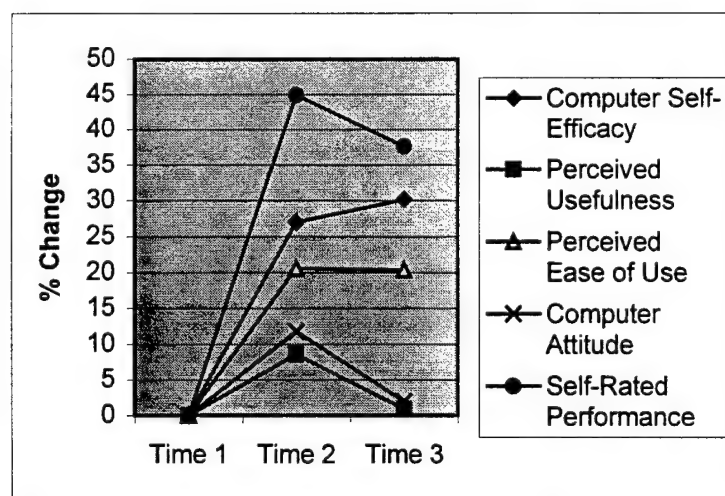 50
45
40
35
30
25
20
15
10
5
0
% Change
Time 1 Time 2 Time 3
Computer Self-
Efficacy
Perceived
Usefulness
Perceived
Ease of Use
Computer
Attitude
Self-Rated
Performance